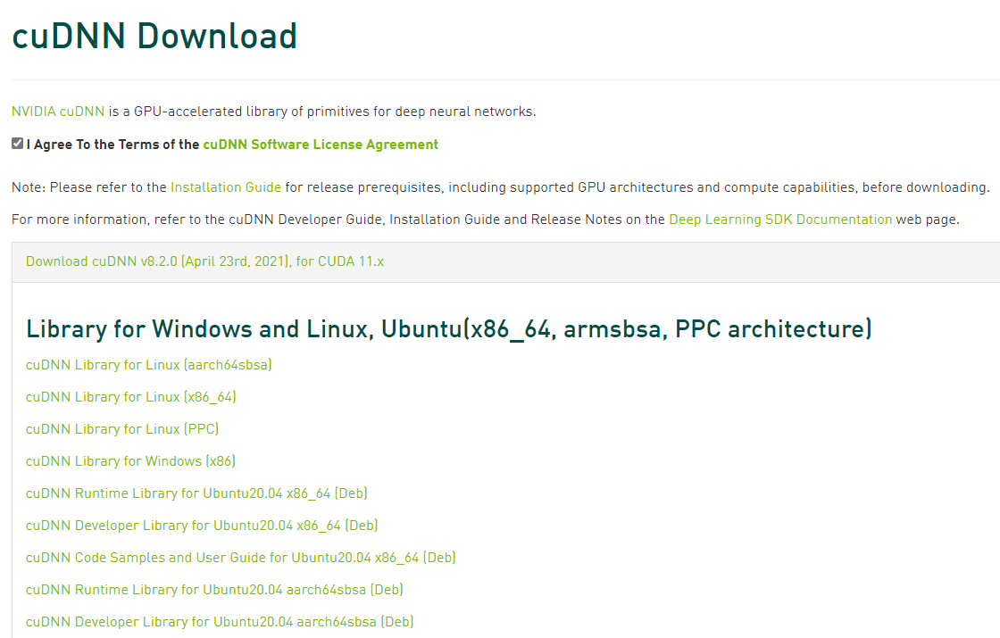 cuDNN Download
NVIDIA cuDNN is a GPU-accelerated library of primitives for deep neural networks.
I Agree To the Terms of the cuDNN Software License Agreement
Note: Please refer to the Installation Guide for release prerequisites, including supported GPU architectures and compute capabilities, before downloading.
For more information, refer to the cuDNN Developer Guide, Installation Guide and Release Notes on the Deep Learning SDK Documentation web page.
Download cuDNN v8.2.0 (April 23rd, 2021), for CUDA 11.x
Library for Windows and Linux, Ubuntu(x86_64, armsbsa, PPC architecture)
cuDNN Library for Linux (aarch64sbsa)
cuDNN Library for Linux (x86_64)
cuDNN Library for Linux (PPC)
cuDNN Library for Windows (x86)
cuDNN Runtime Library for Ubuntu20.04 x86_64 (Deb)
cuDNN Developer Library for Ubuntu20.04 x86_64 (Deb)
cuDNN Code Samples and User Guide for Ubuntu20.04 x86_64 (Deb)
cuDNN Runtime Library for Ubuntu20.04 aarch64sbsa (Deb)
cuDNN Developer Library for Ubuntu20.04 aarch64sbsa (Deb)